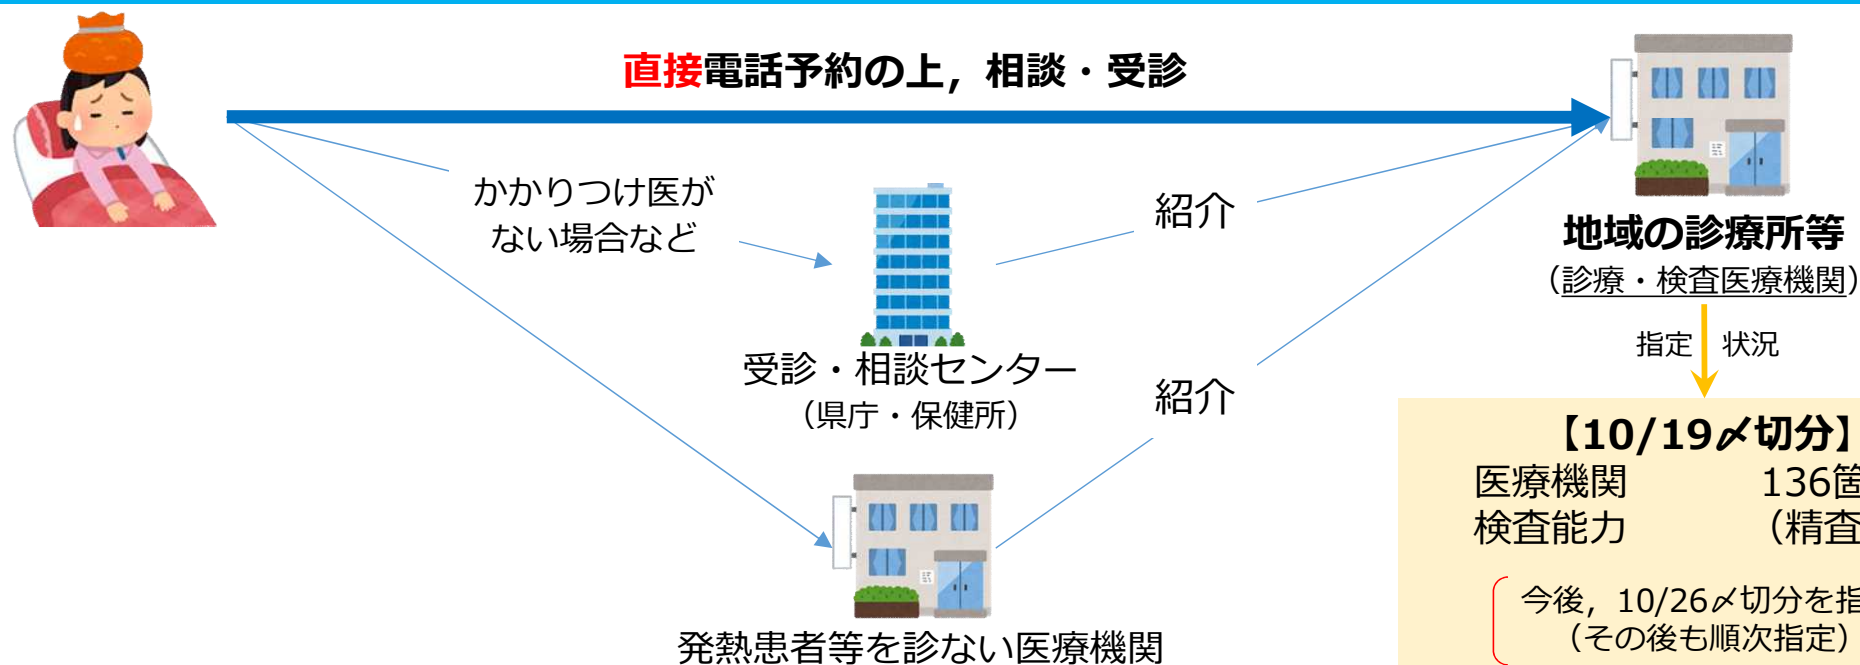 直接電話予約の上，相談・受診
かかりつけ医が
ない場合など
紹介
地域の診療所等
（診療・検査医療機関）
指定 状況
受診・相談センター
（県庁・保健所）
紹介
【10/19〆切分】
医療機関 136箇
検査能力 （精査
今後，10/26〆切分を指
（その後も順次指定）
発熱患者等を診ない医療機関